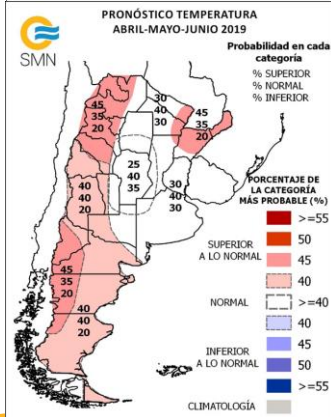 PRONÓSTICO TEMPERATURA
ABRIL-MAYO-JUNIO 2019
SMN
Probabilidad en cada
categoría
% SUPERIOR
% NORMAL
% INFERIOR
45
35
20
30
40
30
45
35
20
25
40
35
40
40
20
30
40
30
45
35
20
40
40
20
PORCENTAJE DE
LA CATEGORÍA
MÁS PROBABLE (%)
SUPERIOR
A LO NORMAL
>=55
50
45
40
NORMAL
>=40
INFERIOR
A LO NORMAL
40
45
50
>=55
CLIMATOLOGÍA